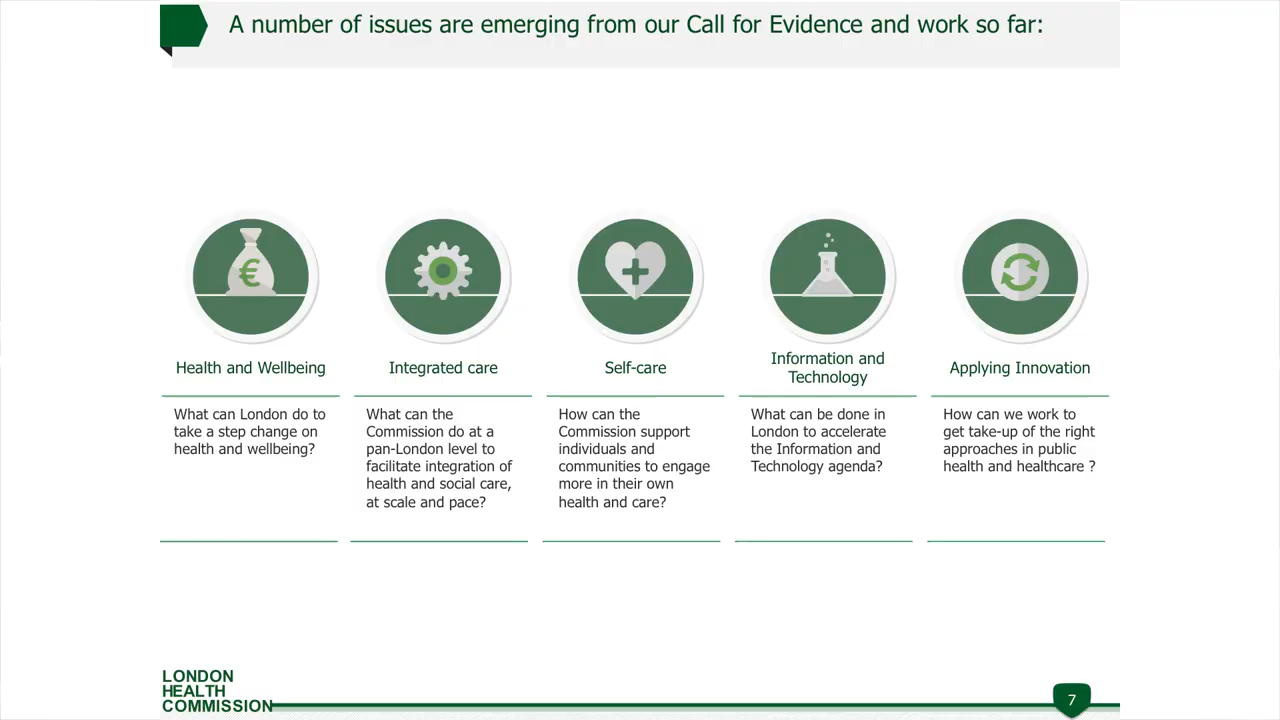 A number of issues are emerging from our Call for Evidence and work so far:
€
Health and Wellbeing
What can London do to
take a step change on
health and wellbeing?
Integrated care
What can the
Commission do at a
pan-London level to
facilitate integration of
health and social care,
at scale and pace?
Self-care
How can the
Commission support
individuals and
communities to engage
more in their own
health and care?
Information and
Technology
What can be done in
London to accelerate
the Information and
Technology agenda?
Applying Innovation
How can we work to
get take-up of the right
approaches in public
health and healthcare ?
LONDON
HEALTH
COMMISSION
7